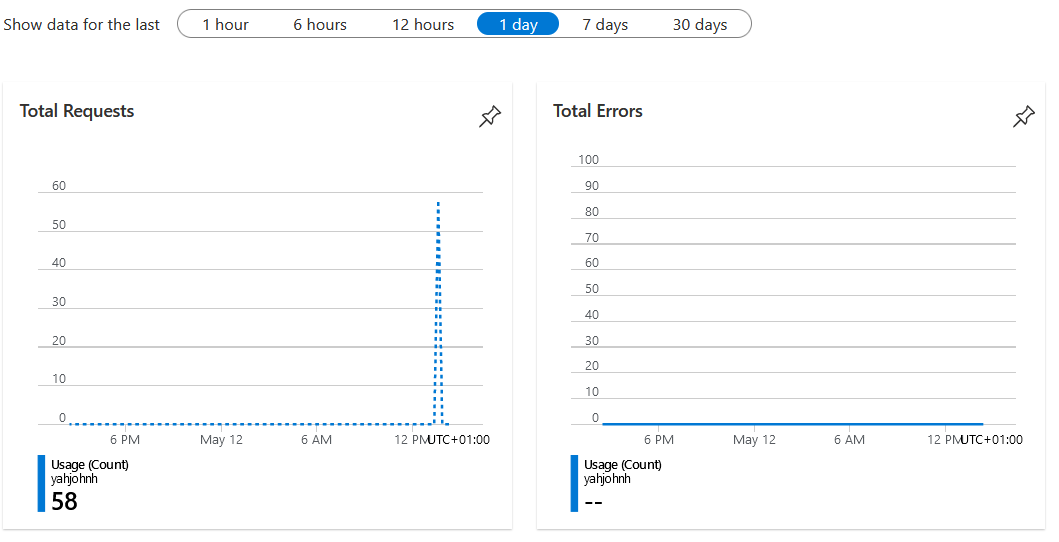 Show data for the last 1 hour 6 hours 12 hours 1 day 7 days 30 days
Total Requests
60
50
40
30
20
10
0
6 PM May 12 6 AM 12 PM UTC+01:00
Usage (Count)
yahjohnh
58
Total Errors
100
90
80
70
60
50
40
30
20
10
0
6 PM May 12 6 AM 12 PM UTC+01:00
Usage (Count)
yahjohnh
--